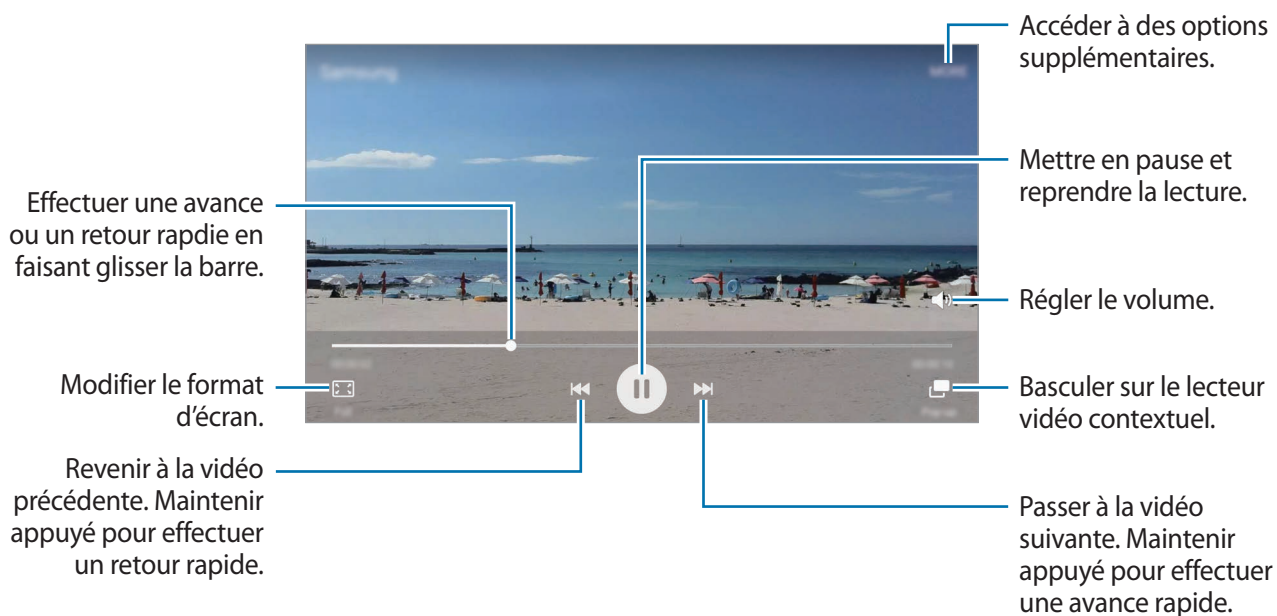 Accéder à des options
supplémentaires.
Mettre en pause et
reprendre la lecture.
Effectuer une avance
ou un retour rapdie en
faisant glisser la barre.
Régler le volume.
Modifier le format
d'écran.
Basculer sur le lecteur
vidéo contextuel.
Revenir à la vidéo
précédente. Maintenir
appuyé pour effectuer
un retour rapide.
Passer à la vidéo
suivante. Maintenir
appuyé pour effectuer
une avance rapide.